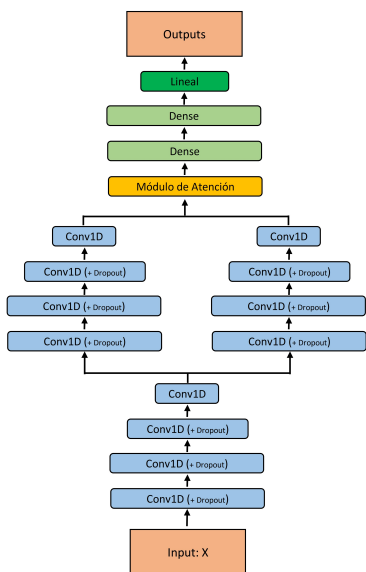 Outputs
Lineal
Dense
Dense
Módulo de Atención
Conv1D
Conv1D
Conv1D (+ Dropout)
Conv1D (+ Dropout)
Conv1D (+ Dropout)
Conv1D (+ Dropout)
Conv1D (+ Dropout)
Conv1D (+ Dropout)
Conv1D
Conv1D (+ Dropout)
Conv1D (+ Dropout)
Conv1D (+ Dropout)
Input: X